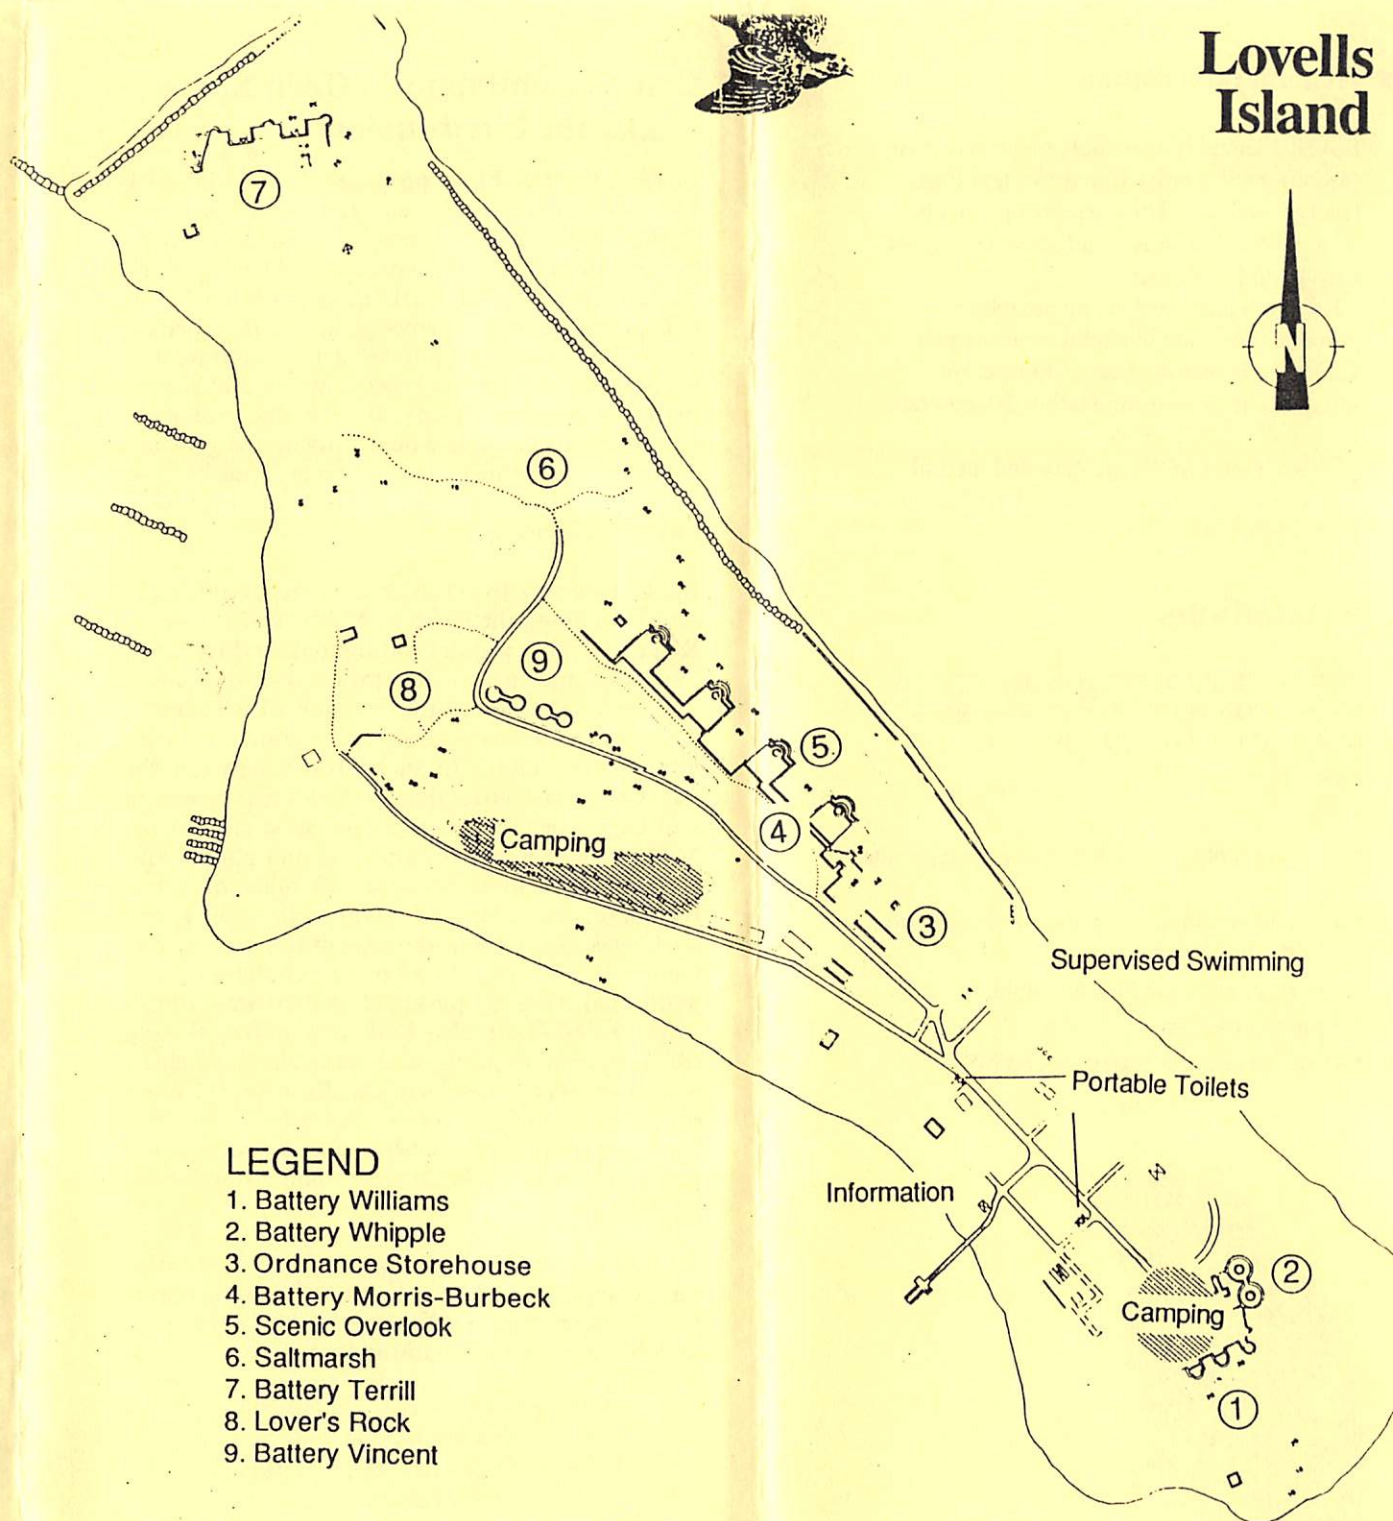 Lovells
Island
N
7
6
9
8
5
4
Camping
3
Supervised Swimming
Portable Toilets
Information
2
Camping
1
LEGEND
1. Battery Williams
2. Battery Whipple
3. Ordnance Storehouse
4. Battery Morris-Burbeck
5. Scenic Overlook
6. Saltmarsh
7. Battery Terrill
8. Lover's Rock
9. Battery Vincent